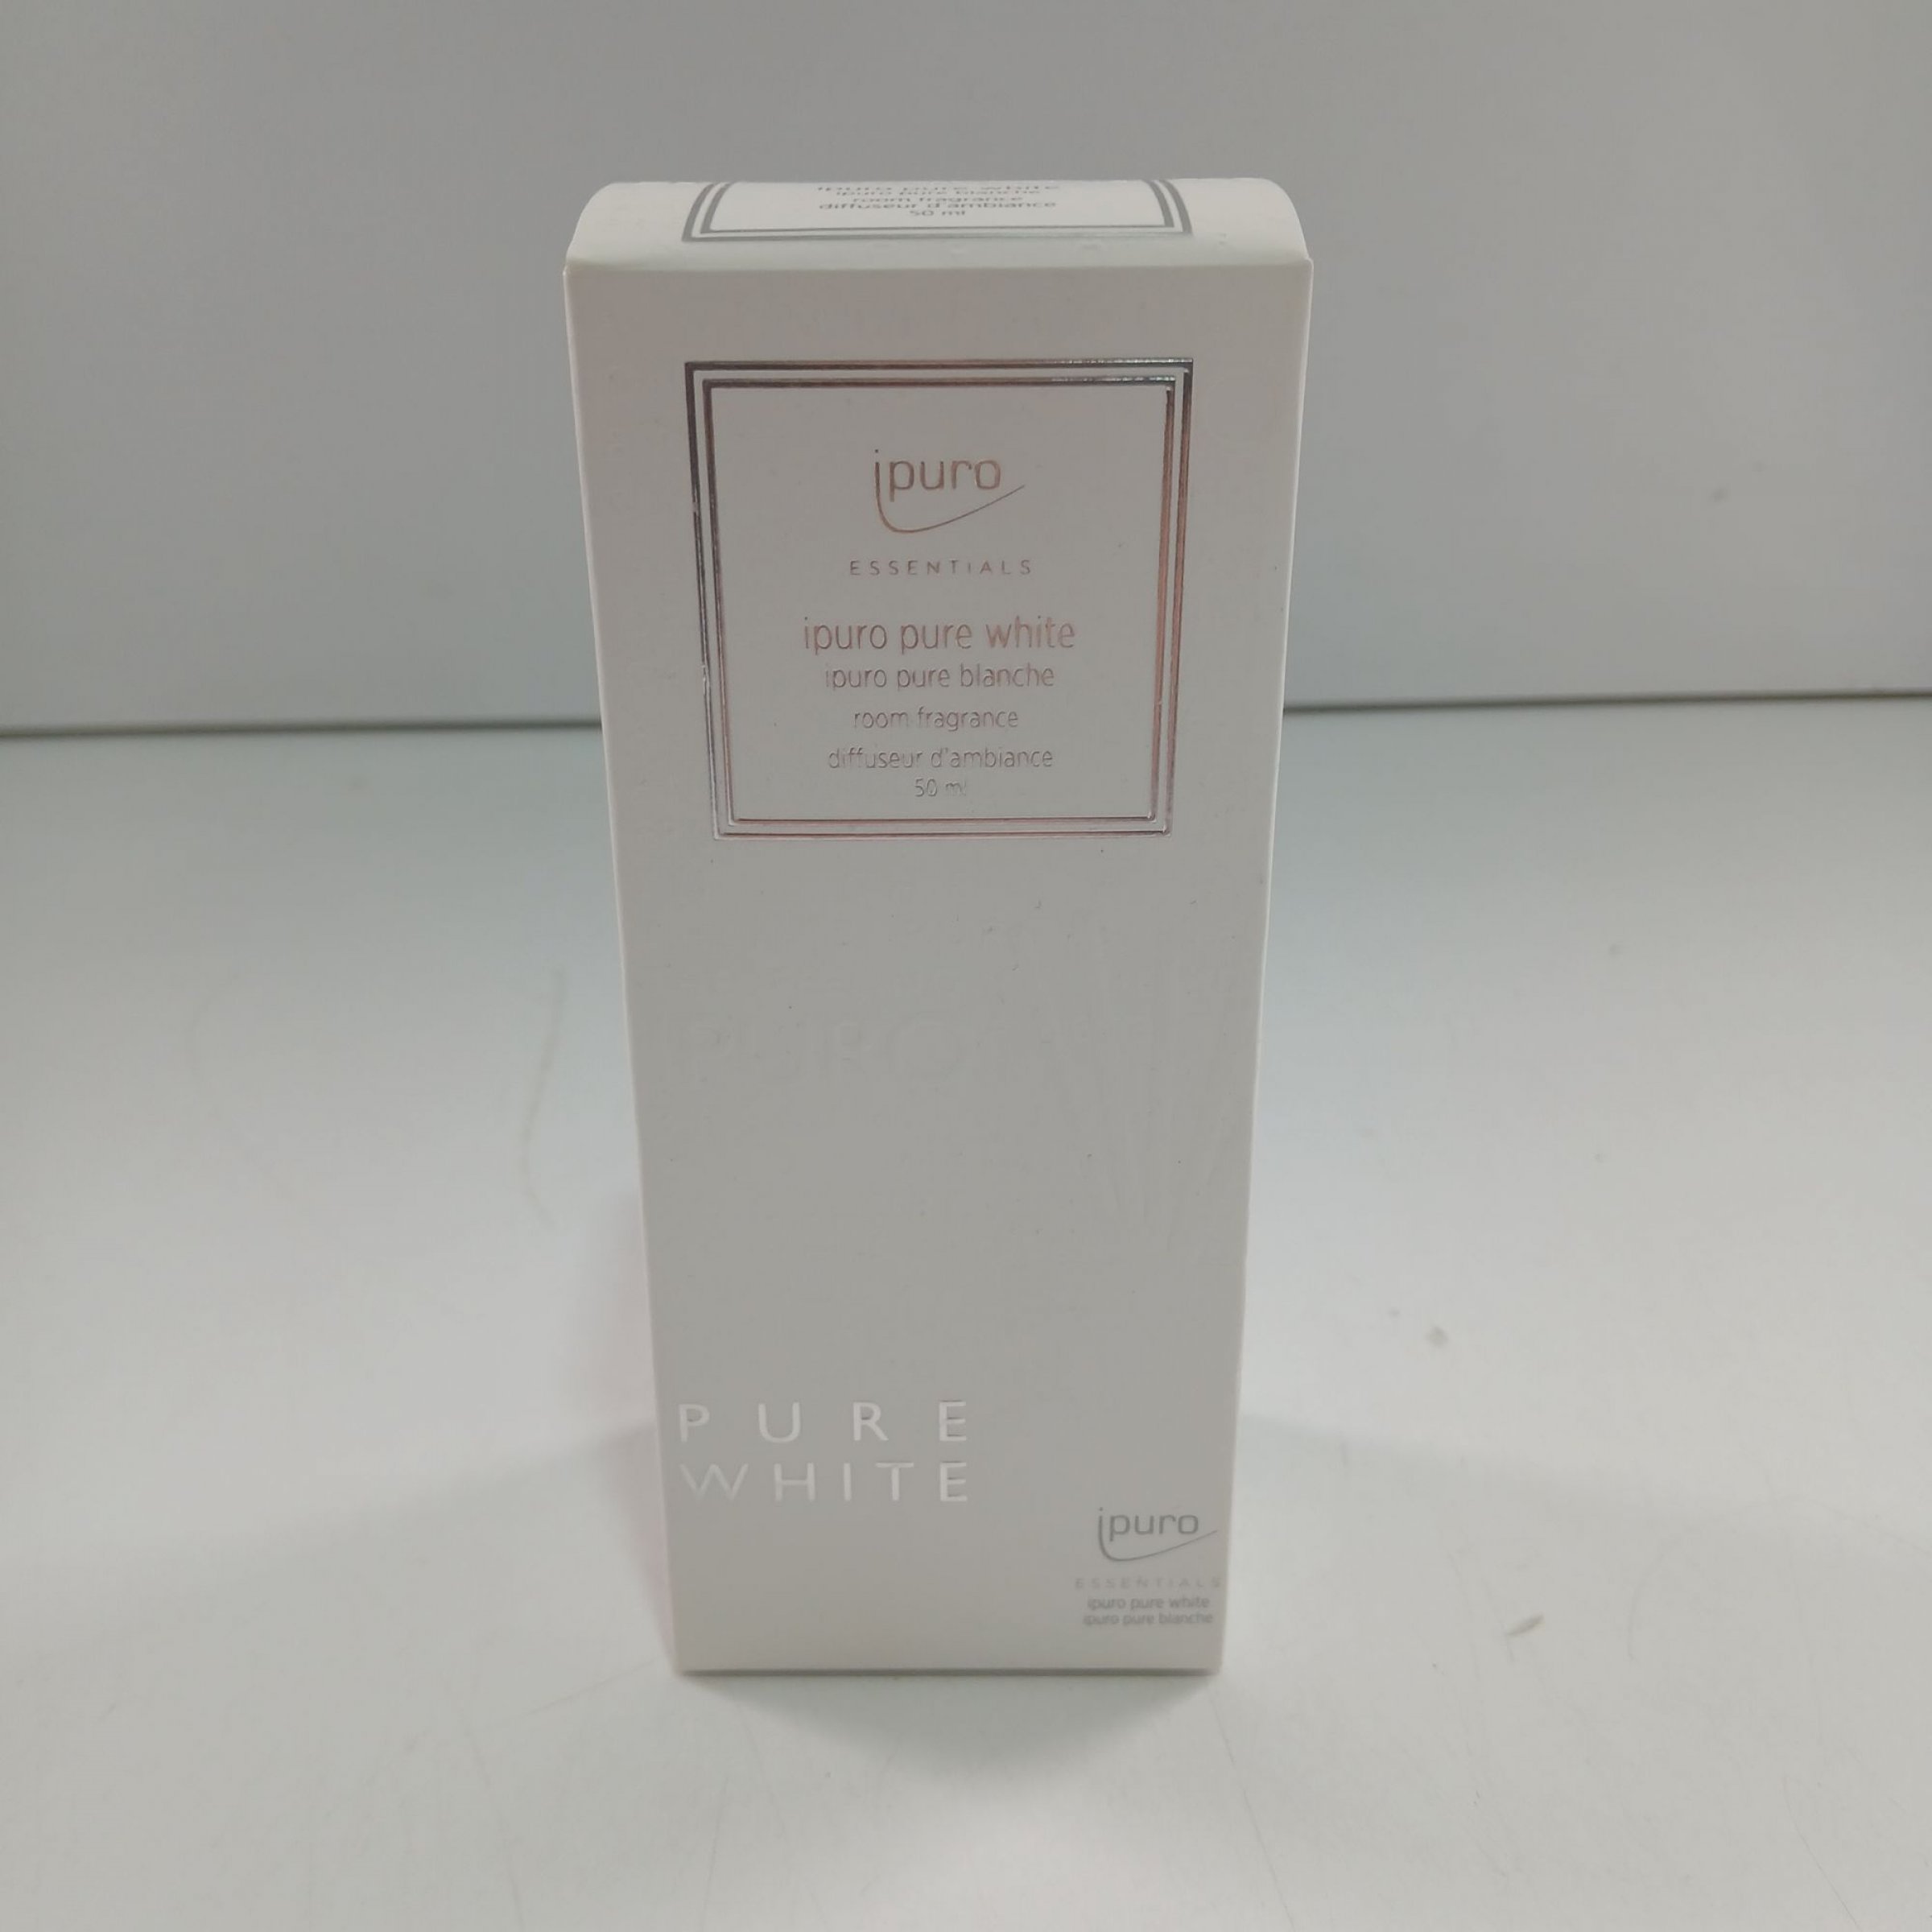 ipuro pure white
ipuro pure blanche
room fragrance
diffuseur d'ambiance
50 ml
ipuro
ESSENTIALS
ipuro pure white
ipuro pure blanche
room fragrance
diffuseur d'ambiance
50 ml
PURE
WHITE
ipuro
ESSENTIALS
ipuro pure white
ipuro pure blanche